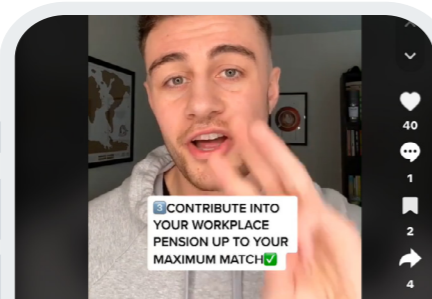 3️⃣CONTRIBUTE INTO
YOUR WORKPLACE
PENSION UP TO YOUR
MAXIMUM MATCH✅
40
1
2
4